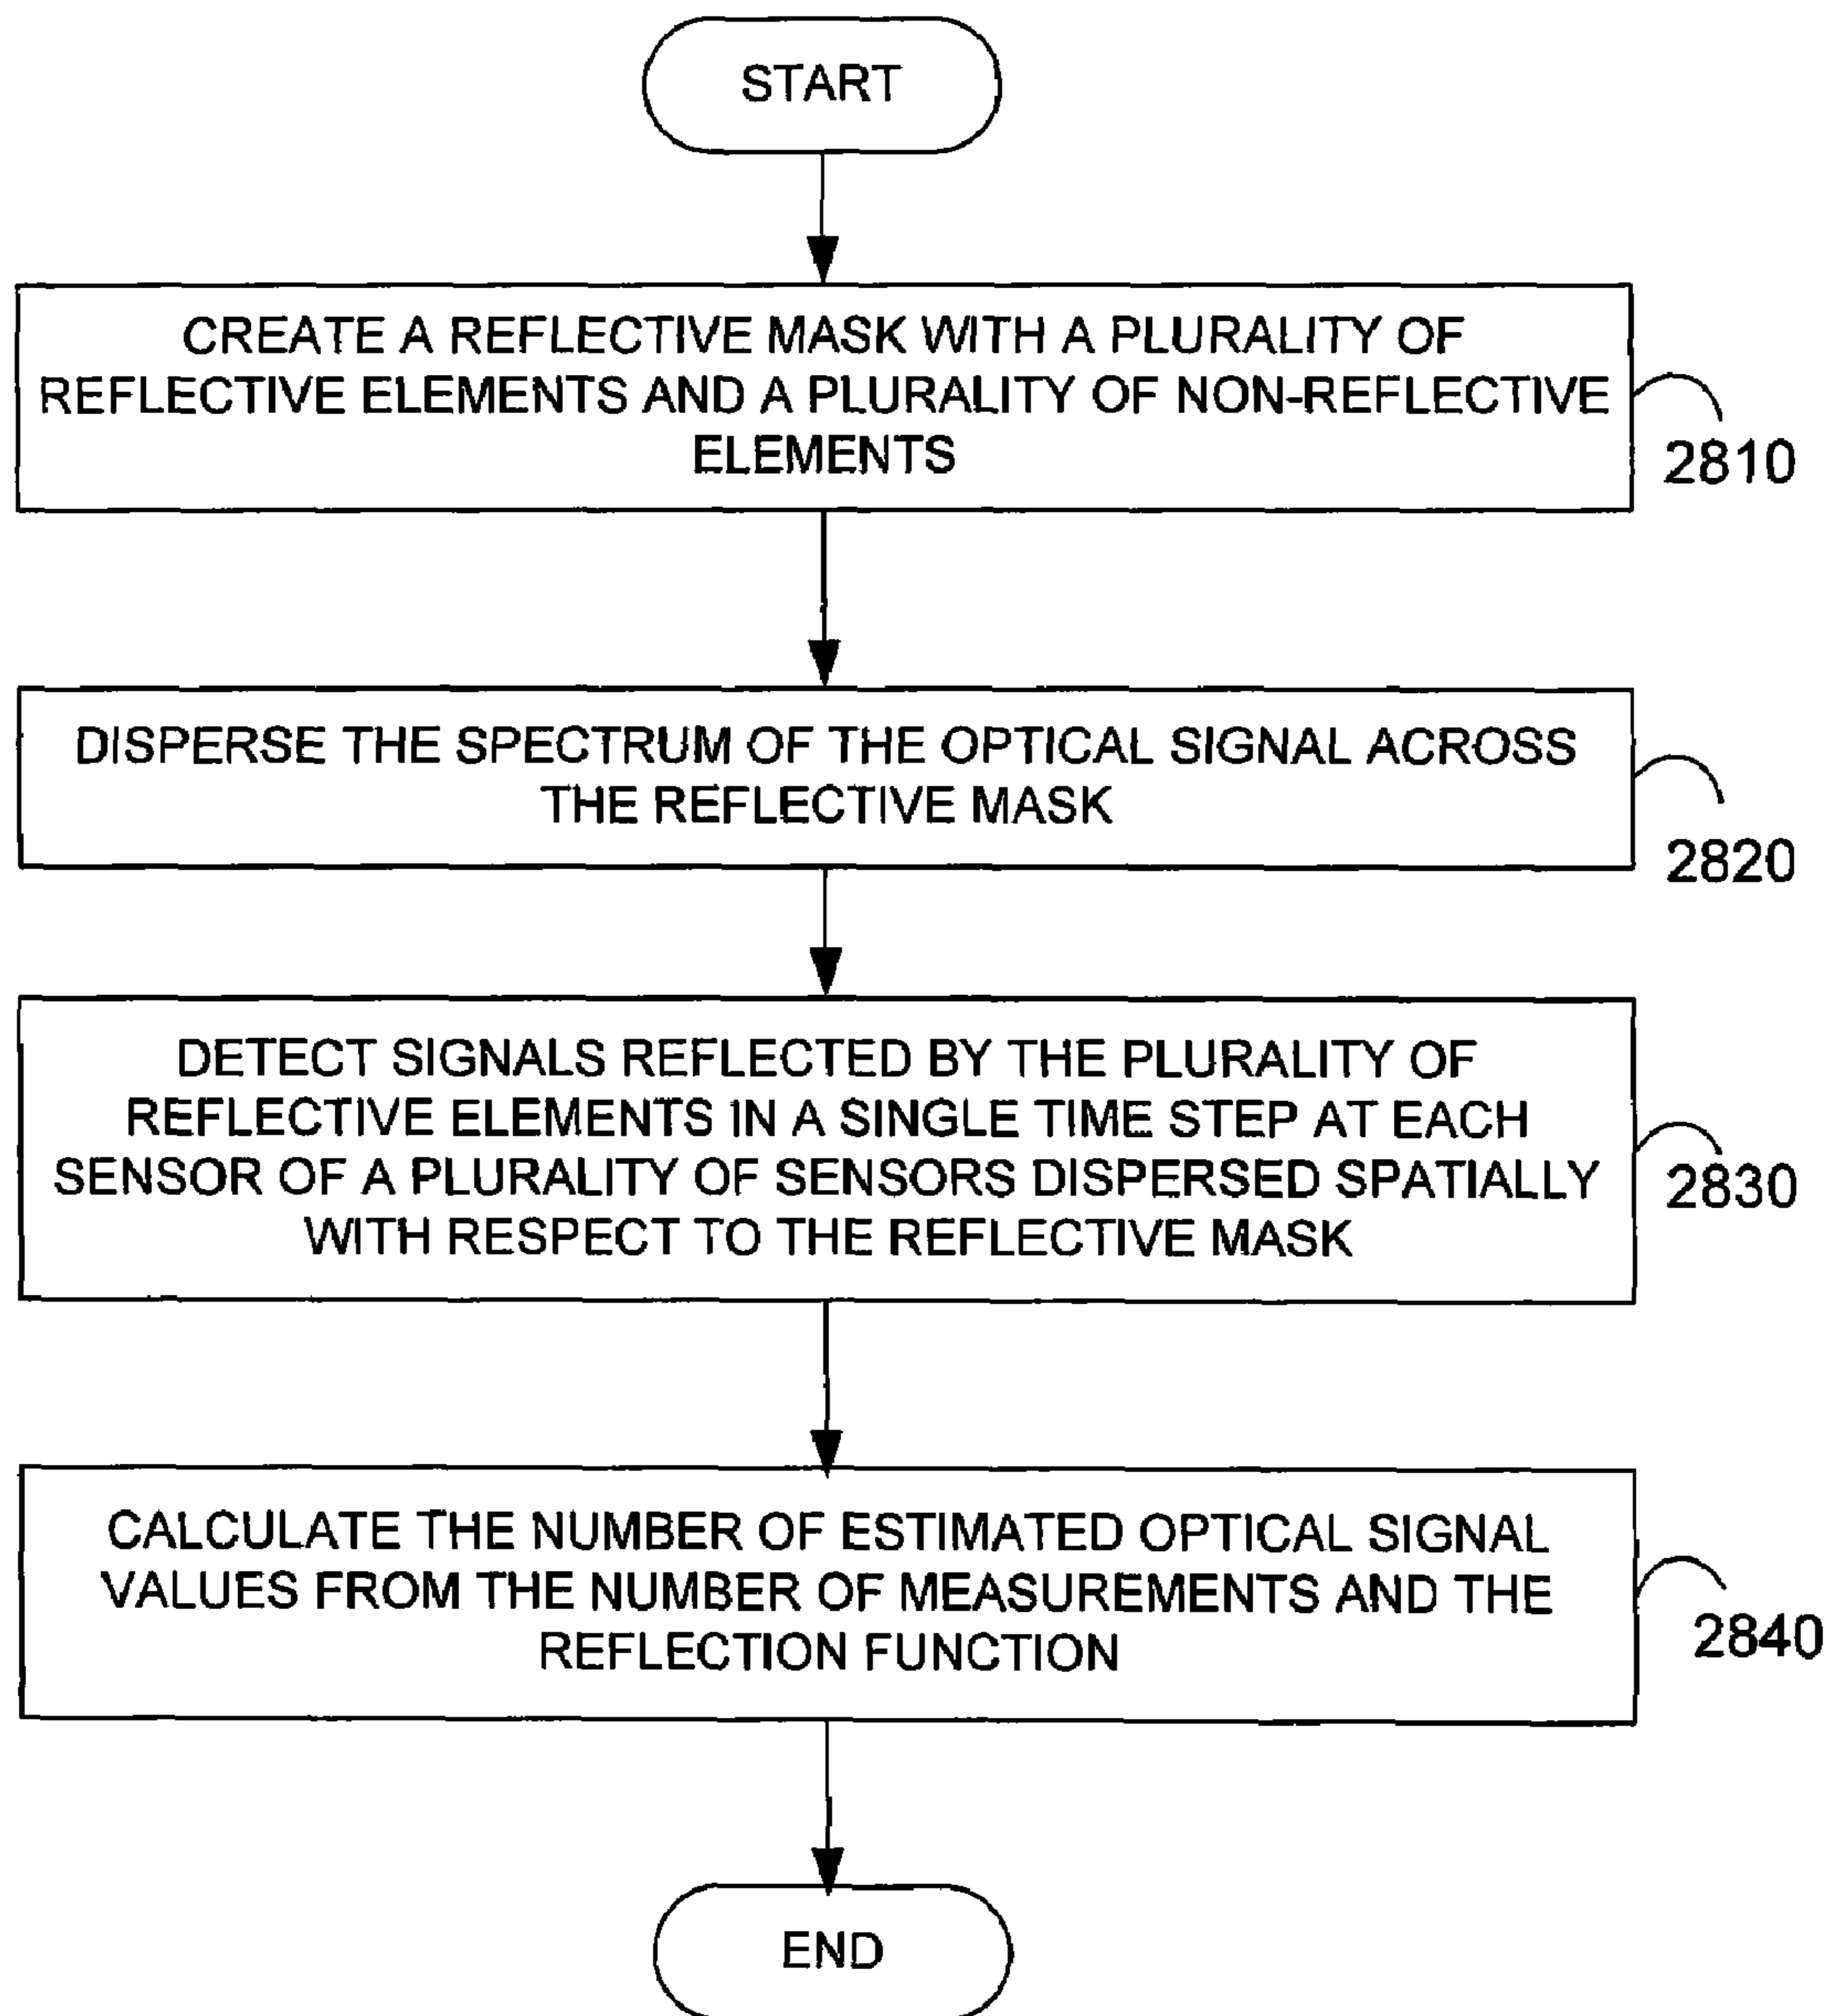 START
CREATE A REFLECTIVE MASK WITH A PLURALITY OF
REFLECTIVE ELEMENTS AND A PLURALITY OF NON-REFLECTIVE
ELEMENTS
2810
DISPERSE THE SPECTRUM OF THE OPTICAL SIGNAL ACROSS
THE REFLECTIVE MASK
2820
DETECT SIGNALS REFLECTED BY THE PLURALITY OF
REFLECTIVE ELEMENTS IN A SINGLE TIME STEP AT EACH
SENSOR OF A PLURALITY OF SENSORS DISPERSED SPATIALLY
WITH RESPECT TO THE REFLECTIVE MASK
2830
CALCULATE THE NUMBER OF ESTIMATED OPTICAL SIGNAL
VALUES FROM THE NUMBER OF MEASUREMENTS AND THE
REFLECTION FUNCTION
2840
END